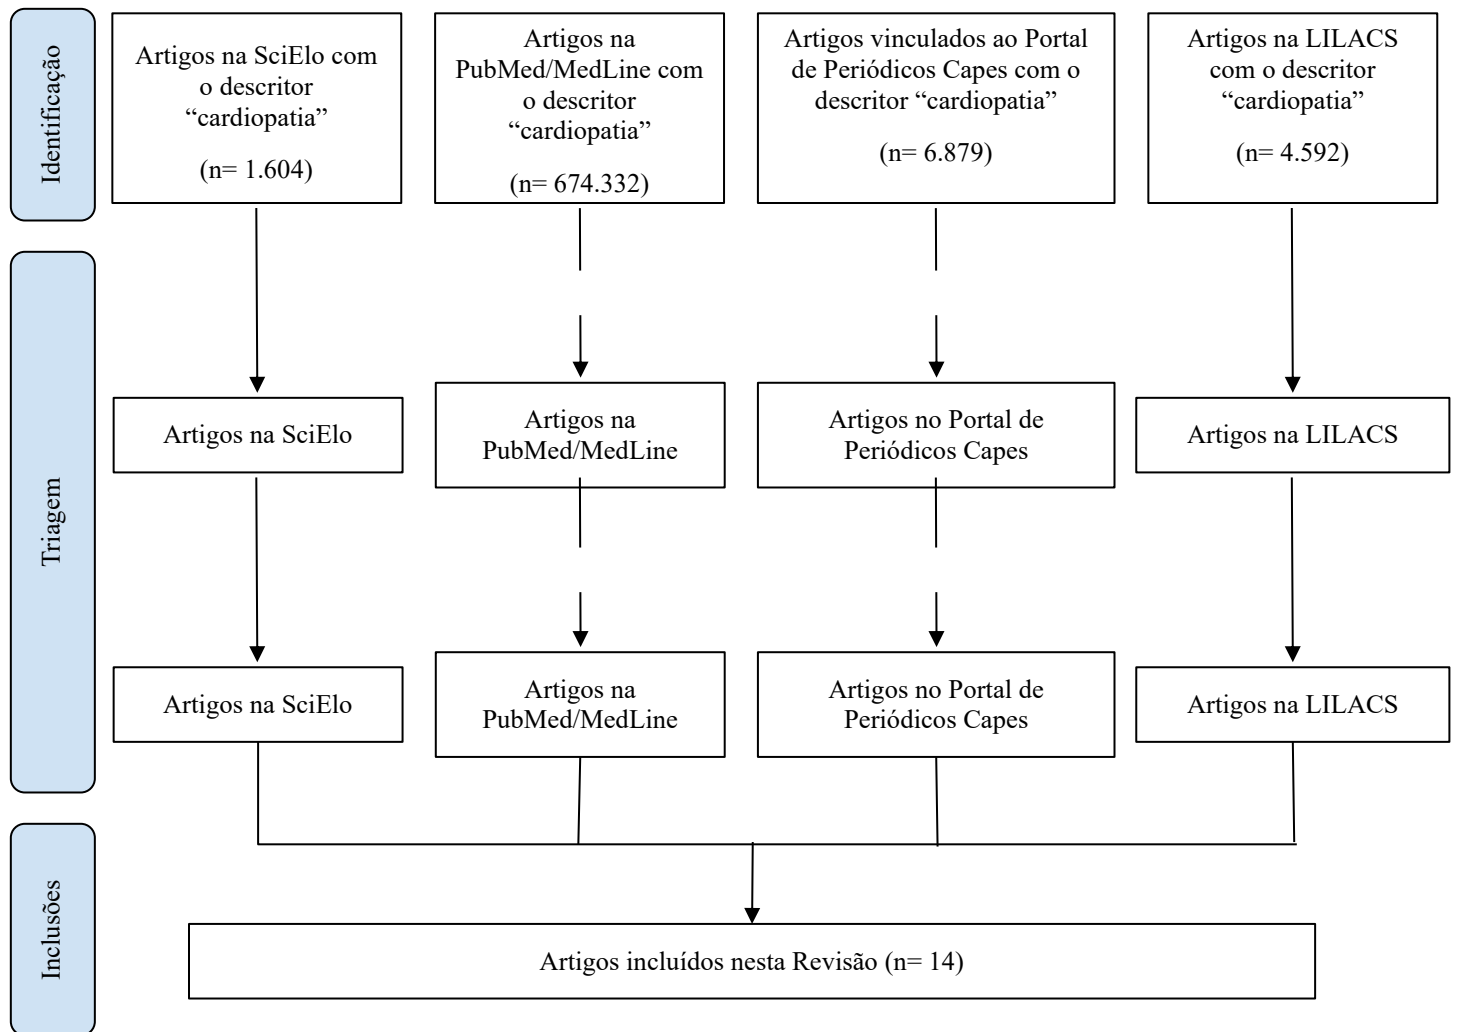 Identificação
Artigos na SciElo com
o descritor
“cardiopatia”
(n= 1.604)
Artigos na
PubMed/MedLine com
o descritor
“cardiopatia”
(n= 674.332)
Artigos vinculados ao Portal
de Periódicos Capes com o
descritor “cardiopatia”
(n= 6.879)
Artigos na LILACS
com o descritor
“cardiopatia”
(n= 4.592)
Triagem
Artigos na SciElo
Artigos na
PubMed/MedLine
Artigos no Portal de
Periódicos Capes
Artigos na LILACS
Artigos na SciElo
Artigos na
PubMed/MedLine
Artigos no Portal de
Periódicos Capes
Artigos na LILACS
Inclusões
Artigos incluídos nesta Revisão (n= 14)